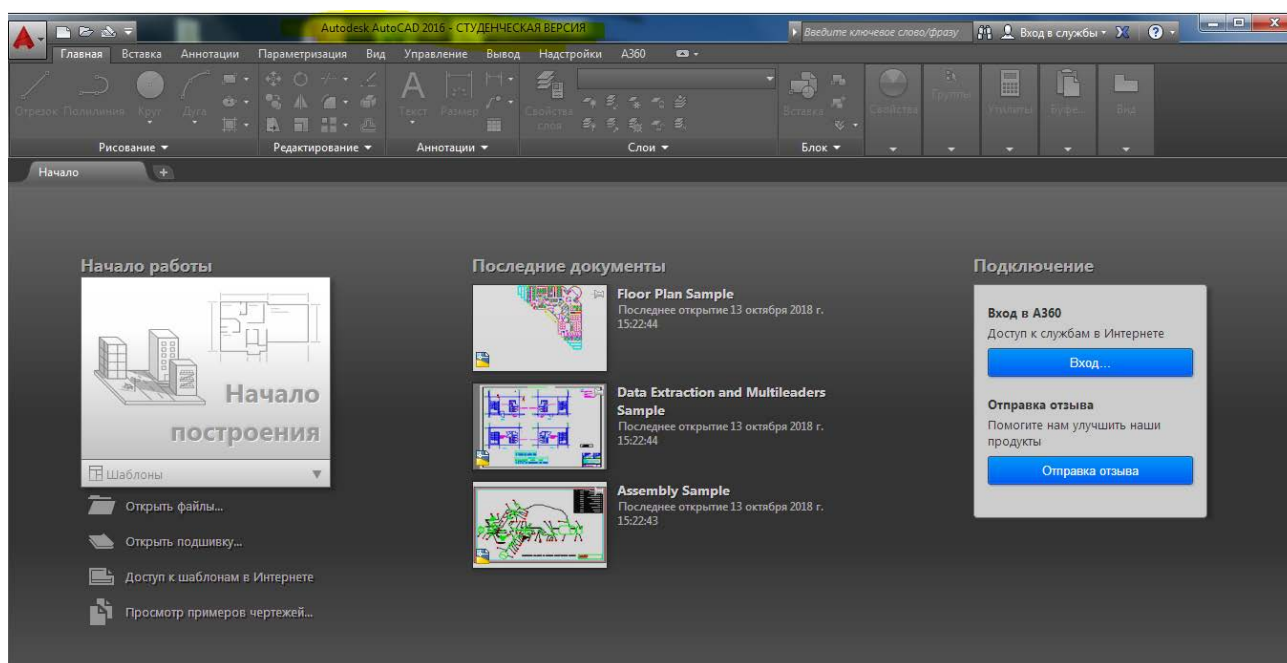 Autodesk AutoCAD 2016 - СТУДЕНЧЕСКАЯ ВЕРСИЯ
Введите ключевое слово/фразу
Вход в службы
Главная Вставка Аннотации Параметризация Вид Управление Вывод Надстройки A360
Отрезок Полилиния Круг Дуга
Текст Размер
Свойства слоя
Вставка
Свойства
Группы
Утилиты
Буфе...
Вид
Рисование Редактирование Аннотации Слои Блок
Начало
Начало работы
Начало
построения
Шаблоны
Открыть файлы...
Открыть подшивку...
Доступ к шаблонам в Интернете
Просмотр примеров чертежей...
Последние документы
Floor Plan Sample
Последнее открытие 13 октября 2018 г.
15:22:44
Data Extraction and Multileaders
Sample
Последнее открытие 13 октября 2018 г.
15:22:44
Assembly Sample
Последнее открытие 13 октября 2018 г.
15:22:43
Подключение
Вход в A360
Доступ к службам в Интернете
Вход...
Отправка отзыва
Помогите нам улучшить наши
продукты
Отправка отзыва